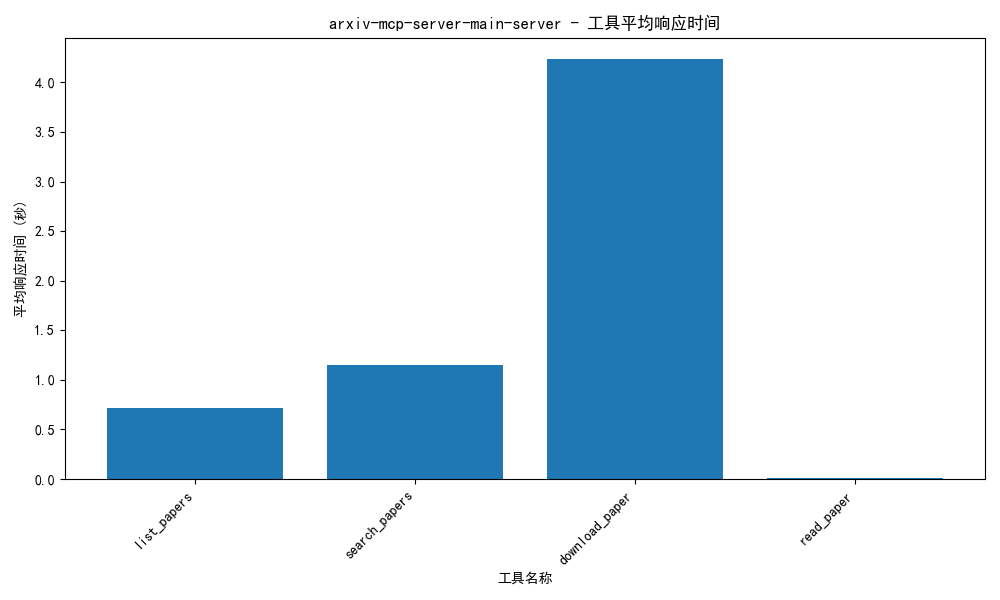 arxiv-mcp-server-main-server - 工具平均响应时间
平均响应时间 (秒)
4.0
3.5
3.0
2.5
2.0
1.5
1.0
0.5
0.0
list_papers
search_papers
download_paper
read_paper
工具名称